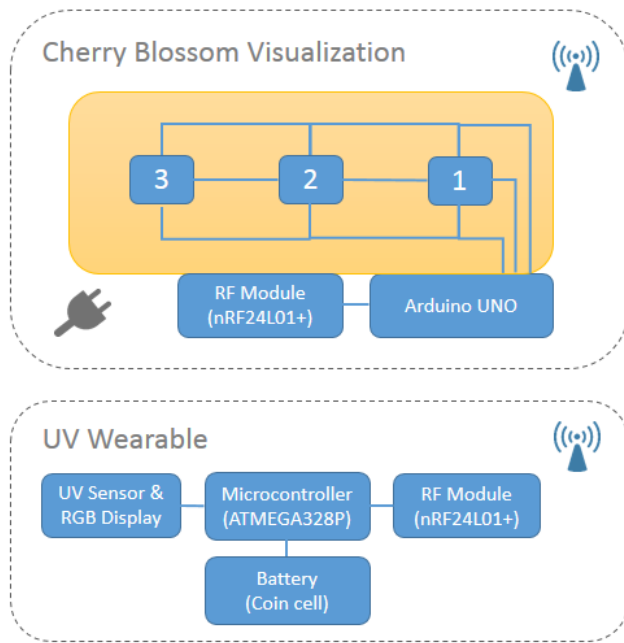 Cherry Blossom Visualization
3
2
1
RF Module
(nRF24L01+)
Arduino UNO
UV Wearable
UV Sensor &
RGB Display
Microcontroller
(ATMEGA328P)
RF Module
(nRF24L01+)
Battery
(Coin cell)